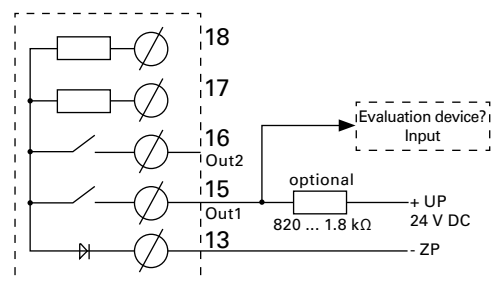 18
17
Evaluation device?
Input
16
Out2
15
Out1
optional
820 ... 1.8 kΩ
+ UP
24 V DC
13
- ZP